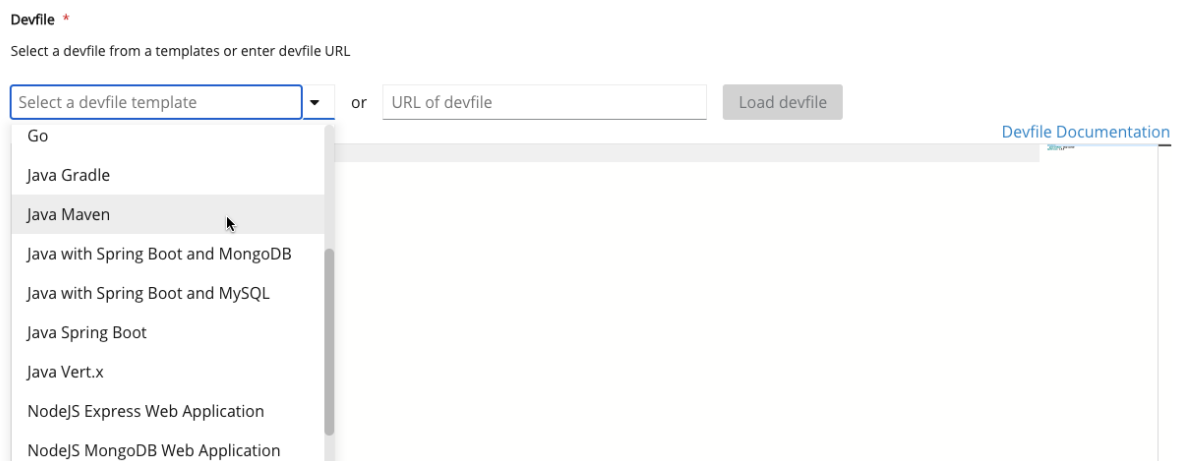 Devfile *
Select a devfile from a templates or enter devfile URL
Select a devfile template or URL of devfile Load devfile
Devfile Documentation
Go
Java Gradle
Java Maven
Java with Spring Boot and MongoDB
Java with Spring Boot and MySQL
Java Spring Boot
Java Vert.x
NodeJS Express Web Application
NodeJS MongoDB Web Application